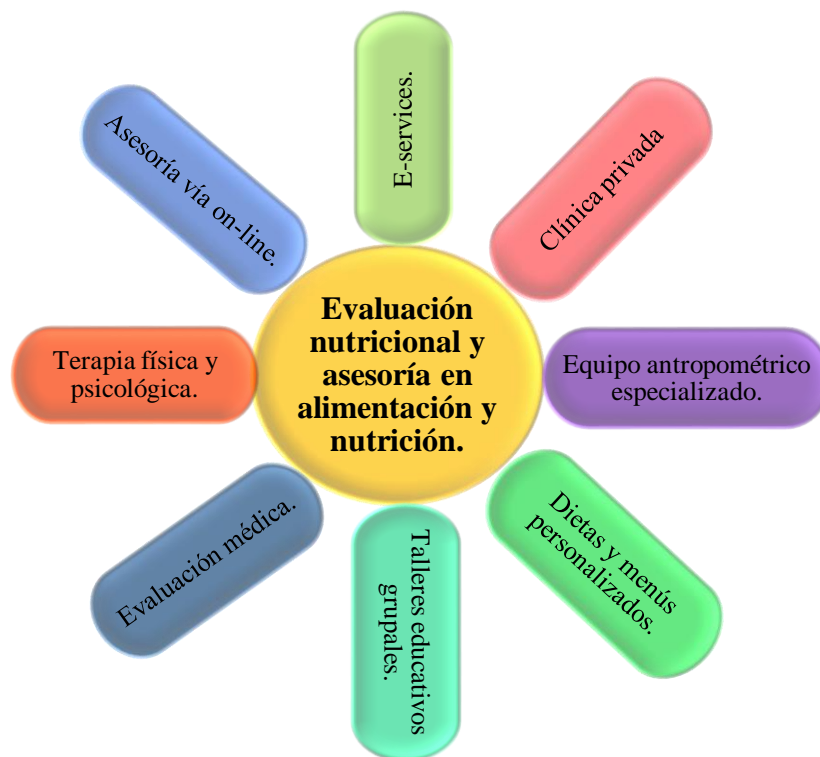 E-services.
Clínica privada
Equipo antropométrico
especializado.
Dietas y menús
personalizados.
Talleres educativos
grupales.
Evaluación médica.
Terapia física y
psicológica.
Asesoría vía on-line.
Evaluación
nutricional y
asesoría en
alimentación y
nutrición.